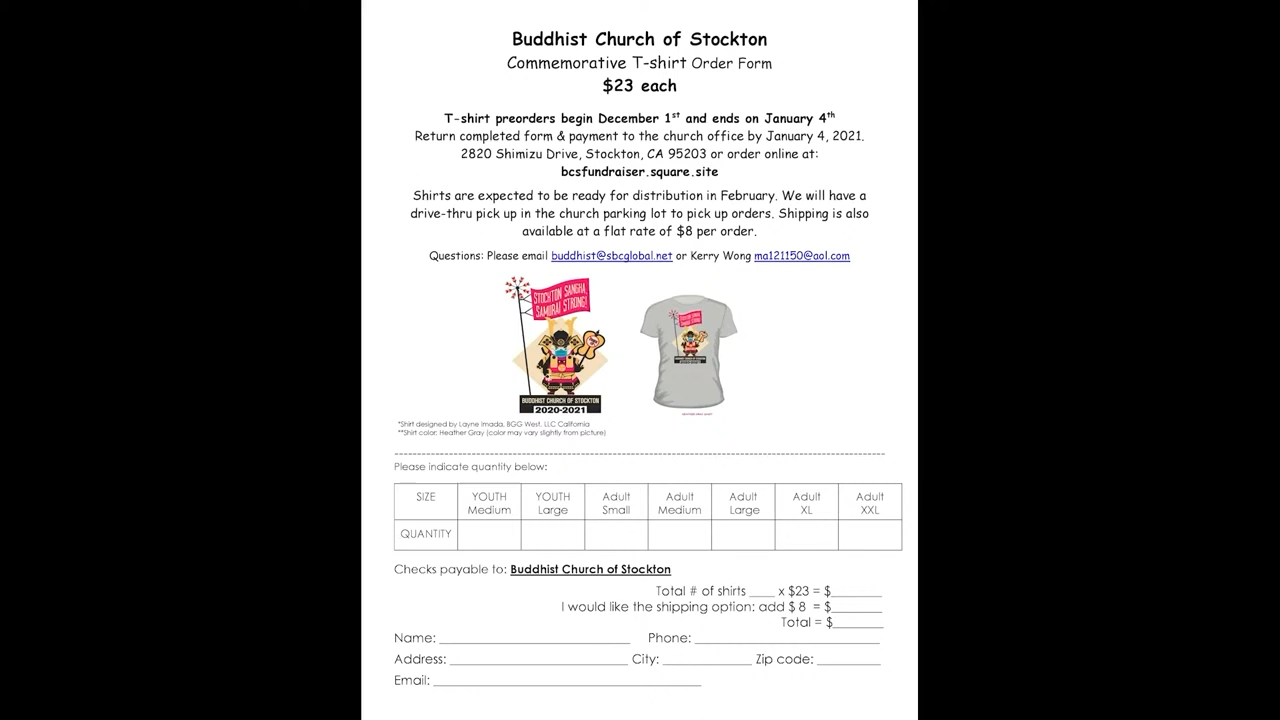 Buddhist Church of Stockton
Commemorative T-shirt Order Form
$23 each
T-shirt preorders begin December 1st and ends on January 4th
Return completed form & payment to the church office by January 4, 2021.
2820 Shimizu Drive, Stockton, CA 95203 or order online at:
bcsfundraiser.square.site
Shirts are expected to be ready for distribution in February. We will have a
drive-thru pick up in the church parking lot to pick up orders. Shipping is also
available at a flat rate of $8 per order.
Questions: Please email buddhist@sbcglobal.net or Kerry Wong ma121150@aol.com
STOCKTON SANGHA,
SAMURAI STRONG!
BUDDHIST CHURCH OF STOCKTON
2020-2021
*Shirt designed by Layne Imada, BGG West, LLC California
**Shirt color: Heather Gray (color may vary slightly from picture)
Please indicate quantity below:
SIZE YOUTH Medium YOUTH Large Adult Small Adult Medium Adult Large Adult XL Adult XXL
QUANTITY
Checks payable to: Buddhist Church of Stockton
Total # of shirts ____ x $23 = $________
I would like the shipping option: add $ 8 = $________
Total = $________
Name: ______________________________ Phone: _____________________________
Address: ____________________________ City: ______________ Zip code: __________
Email: __________________________________________